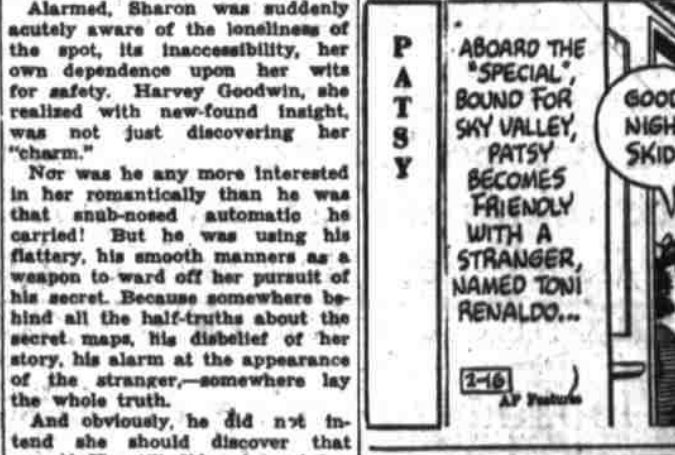 Alarmed, Sharon was suddenly
acutely aware of the loneliness of
the spot, its inaccessibility, her
own dependence upon her wits
for safety. Harvey Goodwin, she
realized with new-found insight,
was not just discovering her
"charm."
Nor was he any more interested
in her romantically than he was
that snub-nosed automatic he
carried! But he was using his
flattery, his smooth manners as a
weapon to ward off her pursuit of
his secret. Because somewhere be-
hind all the half-truths about the
secret maps, his disbelief of her
story, his alarm at the appearance
of the stranger,—somewhere lay
the whole truth.
And obviously, he did not in-
tend she should discover that
PATSY
ABOARD THE
"SPECIAL",
BOUND FOR
SKY VALLEY,
PATSY
BECOMES
FRIENDLY
WITH A
STRANGER,
NAMED TONI
RENALDO...
2-16
AP Features
GOOD
NIGH
SKID